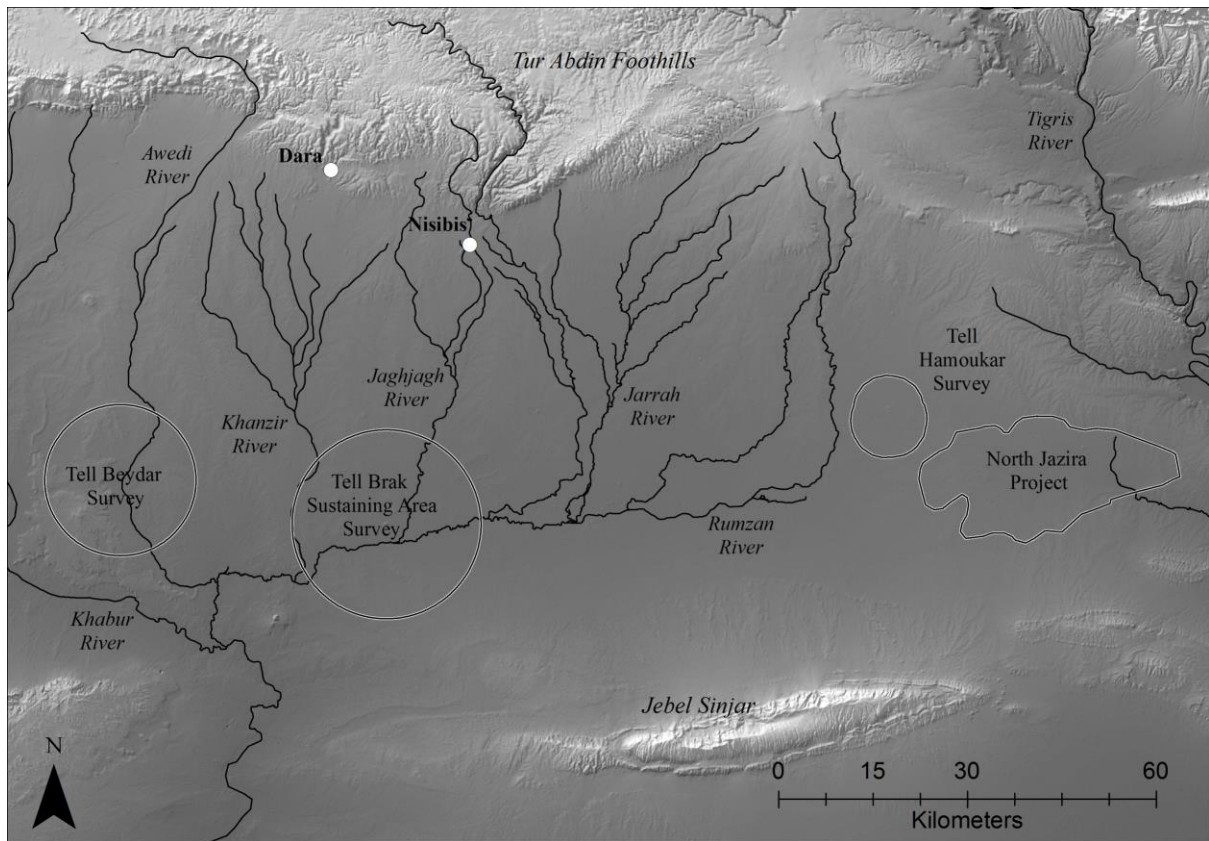 Tur Abdin Foothills
Tigris
River
Awedi
River
Dara
Nisibis
Tell
Hamoukar
Survey
Jaghjagh
River
Jarrah
River
Khanzir
River
Tell Beydar
Survey
Tell Brak
Sustaining Area
Survey
North Jazira
Project
Rumzan
River
Khabur
River
Jebel Sinjar
N
0 15 30 60
Kilometers